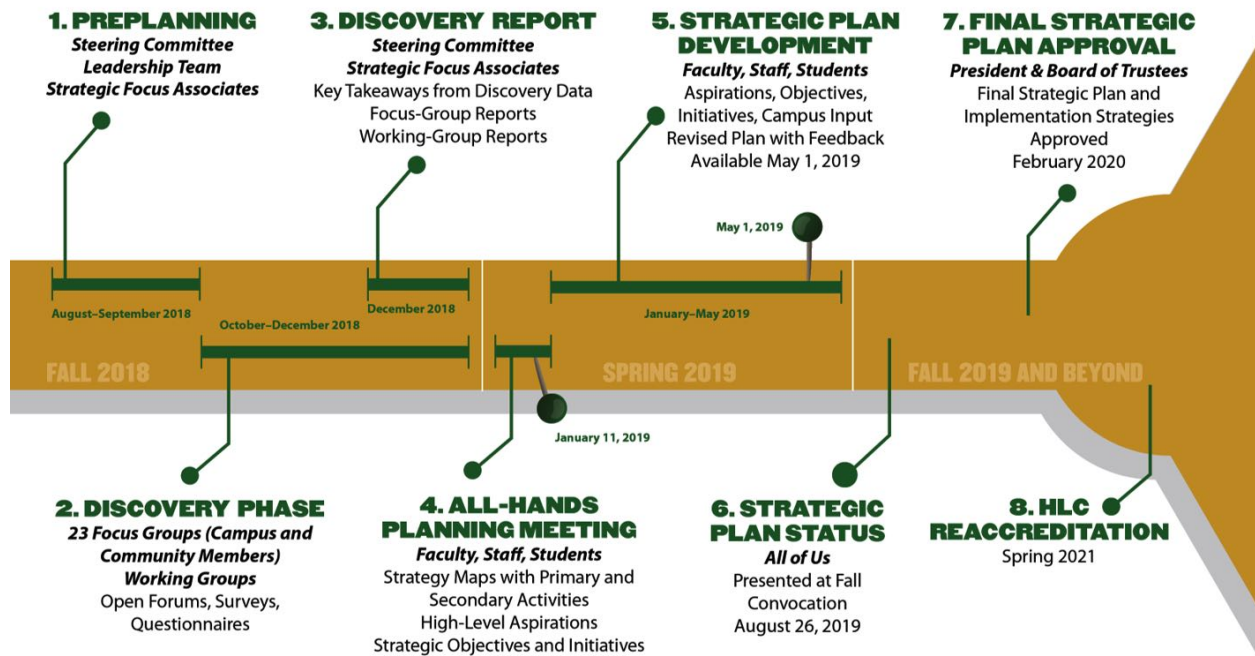 1. PREPLANNING
Steering Committee
Leadership Team
Strategic Focus Associates
3. DISCOVERY REPORT
Steering Committee
Strategic Focus Associates
Key Takeaways from Discovery Data
Focus-Group Reports
Working-Group Reports
5. STRATEGIC PLAN
DEVELOPMENT
Faculty, Staff, Students
Aspirations, Objectives,
Initiatives, Campus Input
Revised Plan with Feedback
Available May 1, 2019
7. FINAL STRATEGIC
PLAN APPROVAL
President & Board of Trustees
Final Strategic Plan and
Implementation Strategies
Approved
February 2020
May 1, 2019
August–September 2018
October–December 2018
December 2018
January–May 2019
FALL 2018
SPRING 2019
FALL 2019 AND BEYOND
January 11, 2019
2. DISCOVERY PHASE
23 Focus Groups (Campus and
Community Members)
Working Groups
Open Forums, Surveys,
Questionnaires
4. ALL-HANDS
PLANNING MEETING
Faculty, Staff, Students
Strategy Maps with Primary and
Secondary Activities
High-Level Aspirations
Strategic Objectives and Initiatives
6. STRATEGIC
PLAN STATUS
All of Us
Presented at Fall
Convocation
August 26, 2019
8. HLC
REACCREDITATION
Spring 2021